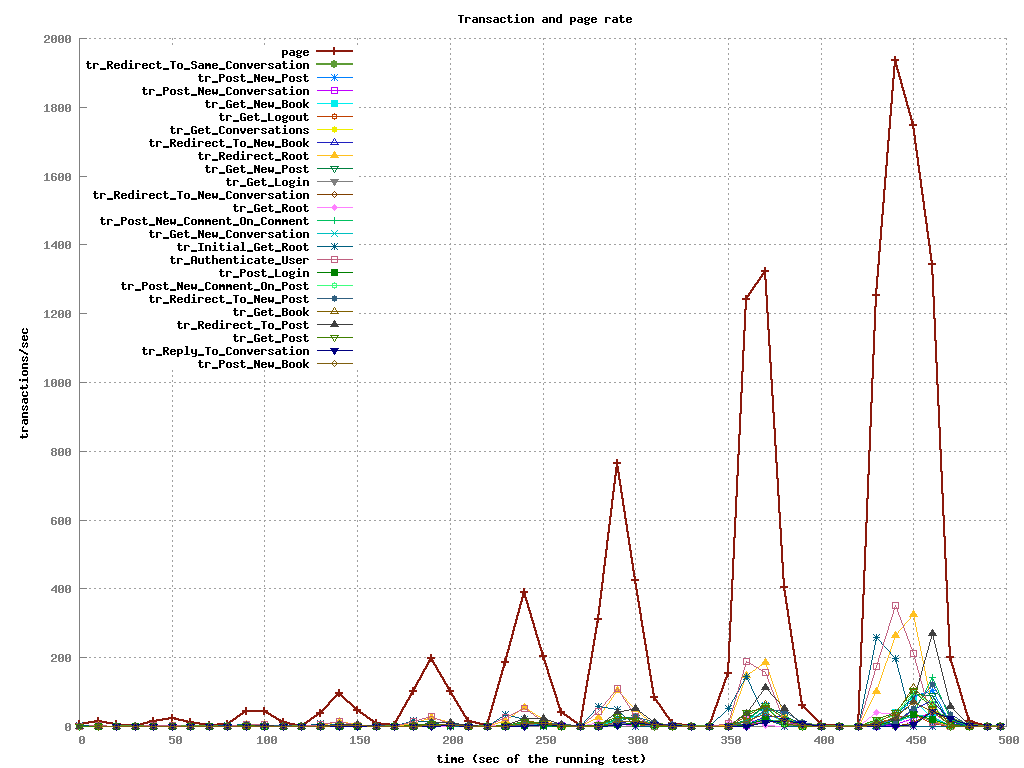 Transaction and page rate
2000
1800
1600
1400
1200
1000
800
600
400
200
0
transactions/sec
page
tr_Redirect_To_Same_Conversation
tr_Post_New_Post
tr_Post_New_Conversation
tr_Get_New_Book
tr_Get_Logout
tr_Get_Conversations
tr_Redirect_To_New_Book
tr_Redirect_Root
tr_Get_New_Post
tr_Get_Login
tr_Redirect_To_New_Conversation
tr_Get_Root
tr_Post_New_Comment_On_Comment
tr_Get_New_Conversation
tr_Initial_Get_Root
tr_Authenticate_User
tr_Post_Login
tr_Post_New_Comment_On_Post
tr_Redirect_To_New_Post
tr_Get_Book
tr_Redirect_To_Post
tr_Get_Post
tr_Reply_To_Conversation
tr_Post_New_Book
0 50 100 150 200 250 300 350 400 450 500
time (sec of the running test)